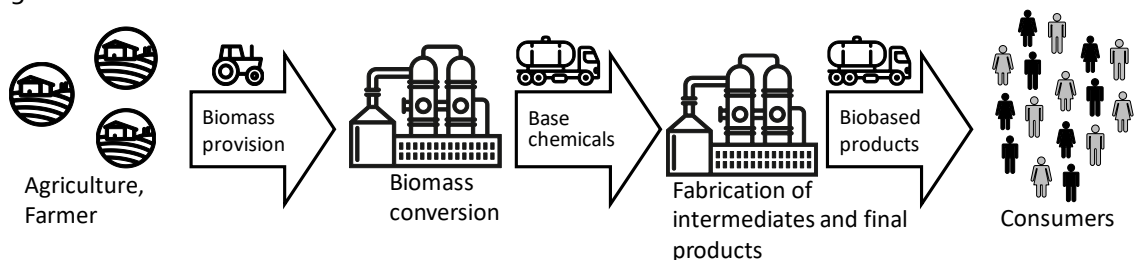 Agriculture,
Farmer
Biomass
provision
Biomass
conversion
Base
chemicals
Fabrication of
intermediates and final
products
Biobased
products
Consumers